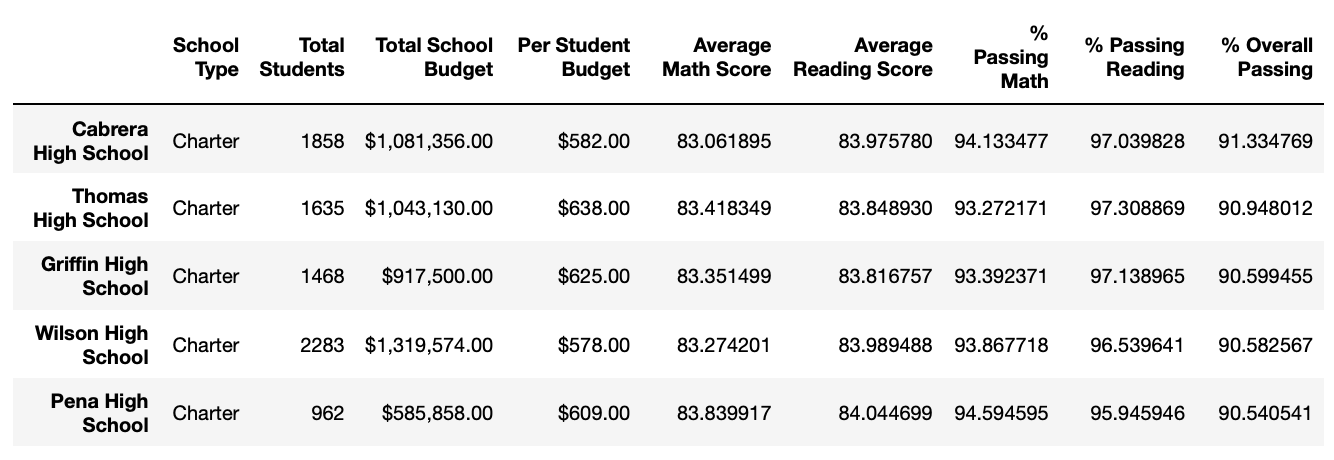 School Type Total Students Total School Budget Per Student Budget Average Math Score Average Reading Score % Passing Math % Passing Reading % Overall Passing
Cabrera High School Charter 1858 $1,081,356.00 $582.00 83.061895 83.975780 94.133477 97.039828 91.334769
Thomas High School Charter 1635 $1,043,130.00 $638.00 83.418349 83.848930 93.272171 97.308869 90.948012
Griffin High School Charter 1468 $917,500.00 $625.00 83.351499 83.816757 93.392371 97.138965 90.599455
Wilson High School Charter 2283 $1,319,574.00 $578.00 83.274201 83.989488 93.867718 96.539641 90.582567
Pena High School Charter 962 $585,858.00 $609.00 83.839917 84.044699 94.594595 95.945946 90.540541